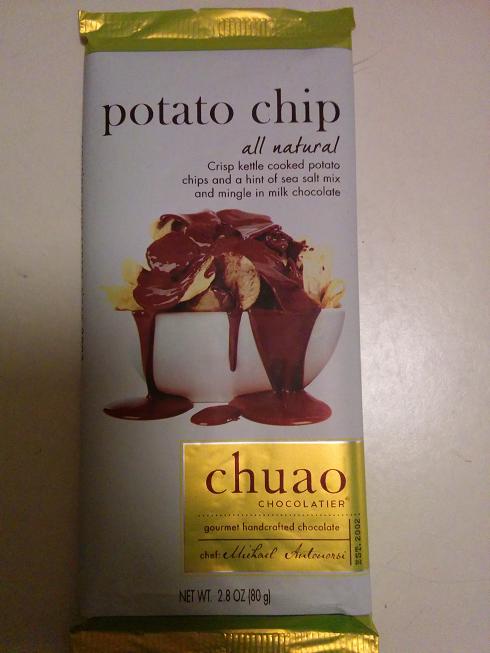 potato chip
all natural
Crisp kettle cooked potato
chips and a hint of sea salt mix
and mingle in milk chocolate
chuao
CHOCOLATIER®
gourmet handcrafted chocolate
chef: Michael Antonorsi
EST. 2002
NET WT. 2.8 OZ (80 g)